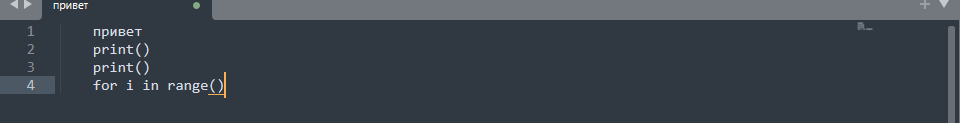 привет
1 привет
2 print()
3 print()
4 for i in range()